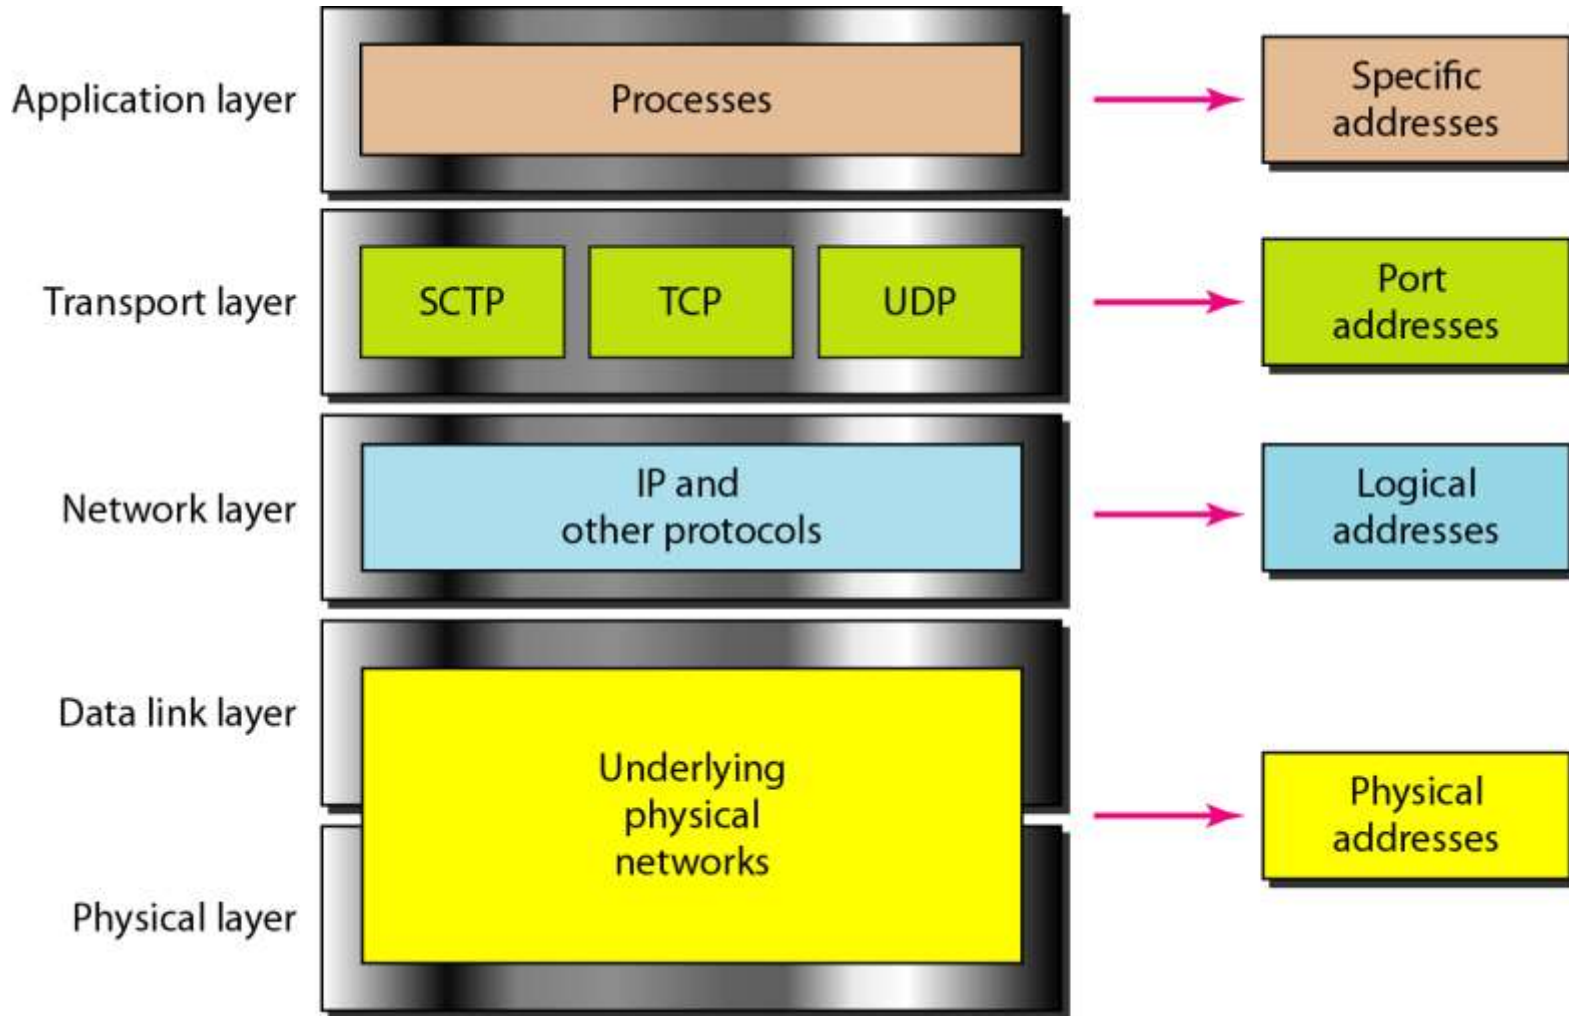 Application layer
Processes
Specific
addresses
Transport layer
SCTP
TCP
UDP
Port
addresses
Network layer
IP and
other protocols
Logical
addresses
Data link layer
Underlying
physical
networks
Physical
addresses
Physical layer